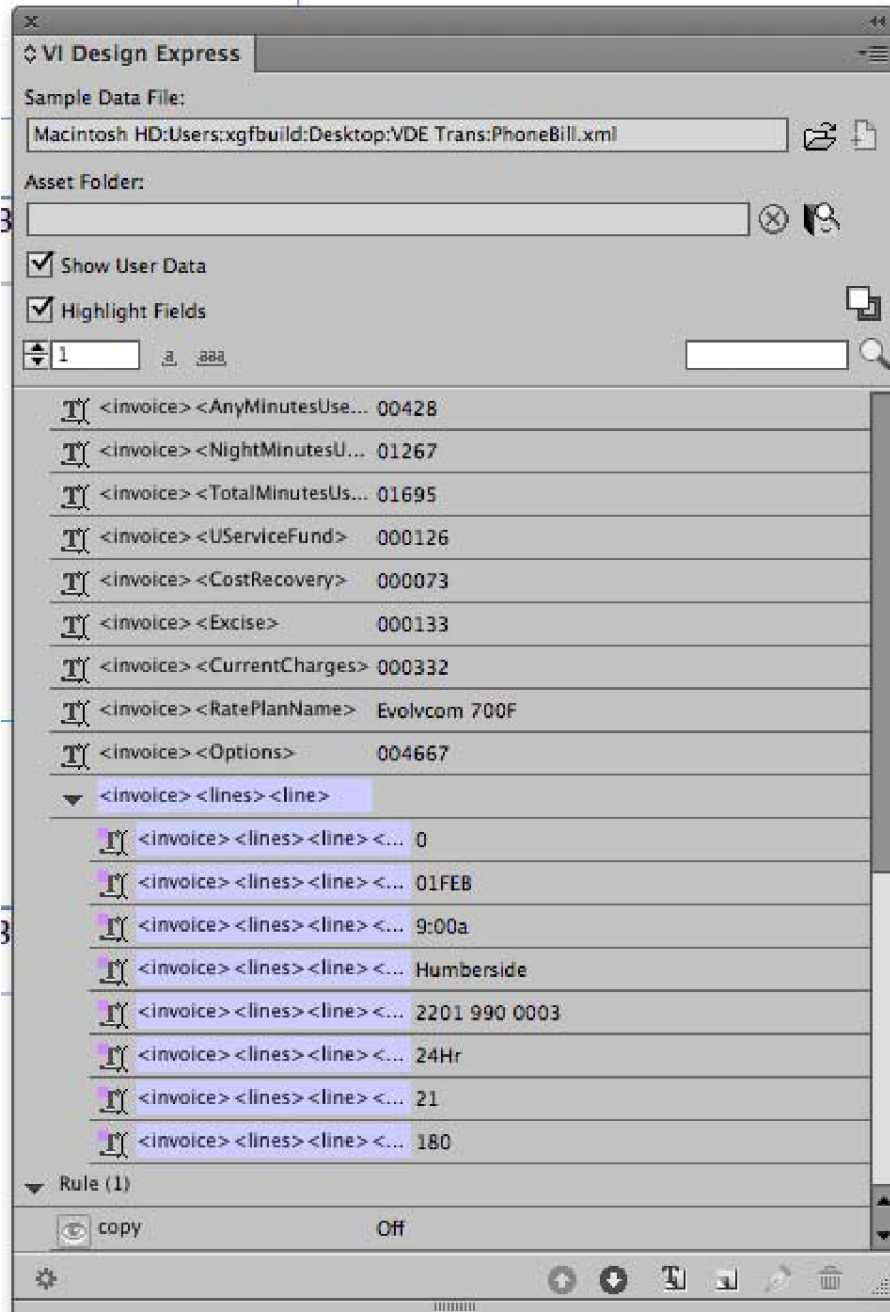 VI Design Express
Sample Data File:
Macintosh HD:Users:xgfbuild:Desktop:VDE Trans:PhoneBill.xml
Asset Folder:
Show User Data
Highlight Fields
1 a aaa
<invoice><AnyMinutesUse... 00428
<invoice><NightMinutesU... 01267
<invoice><TotalMinutesUs... 01695
<invoice><UServiceFund> 000126
<invoice><CostRecovery> 000073
<invoice><Excise> 000133
<invoice><CurrentCharges> 000332
<invoice><RatePlanName> Evolvcom 700F
<invoice><Options> 004667
<invoice><lines><line>
<invoice><lines><line><... 0
<invoice><lines><line><... 01FEB
<invoice><lines><line><... 9:00a
<invoice><lines><line><... Humberside
<invoice><lines><line><... 2201 990 0003
<invoice><lines><line><... 24Hr
<invoice><lines><line><... 21
<invoice><lines><line><... 180
Rule (1)
copy Off